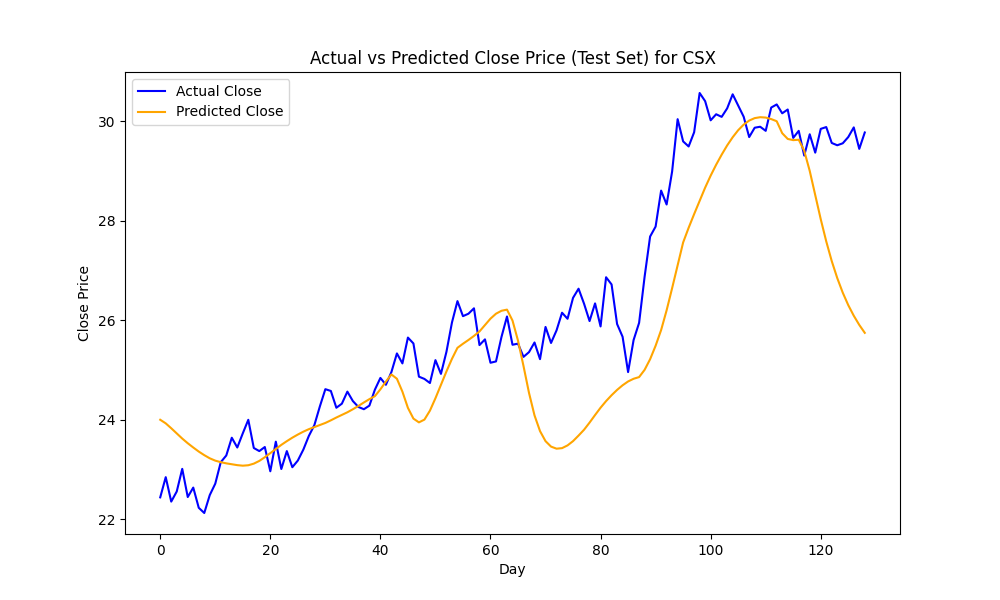 Actual vs Predicted Close Price (Test Set) for CSX
Actual Close
Predicted Close
Close Price
30
28
26
24
22
0 20 40 60 80 100 120
Day